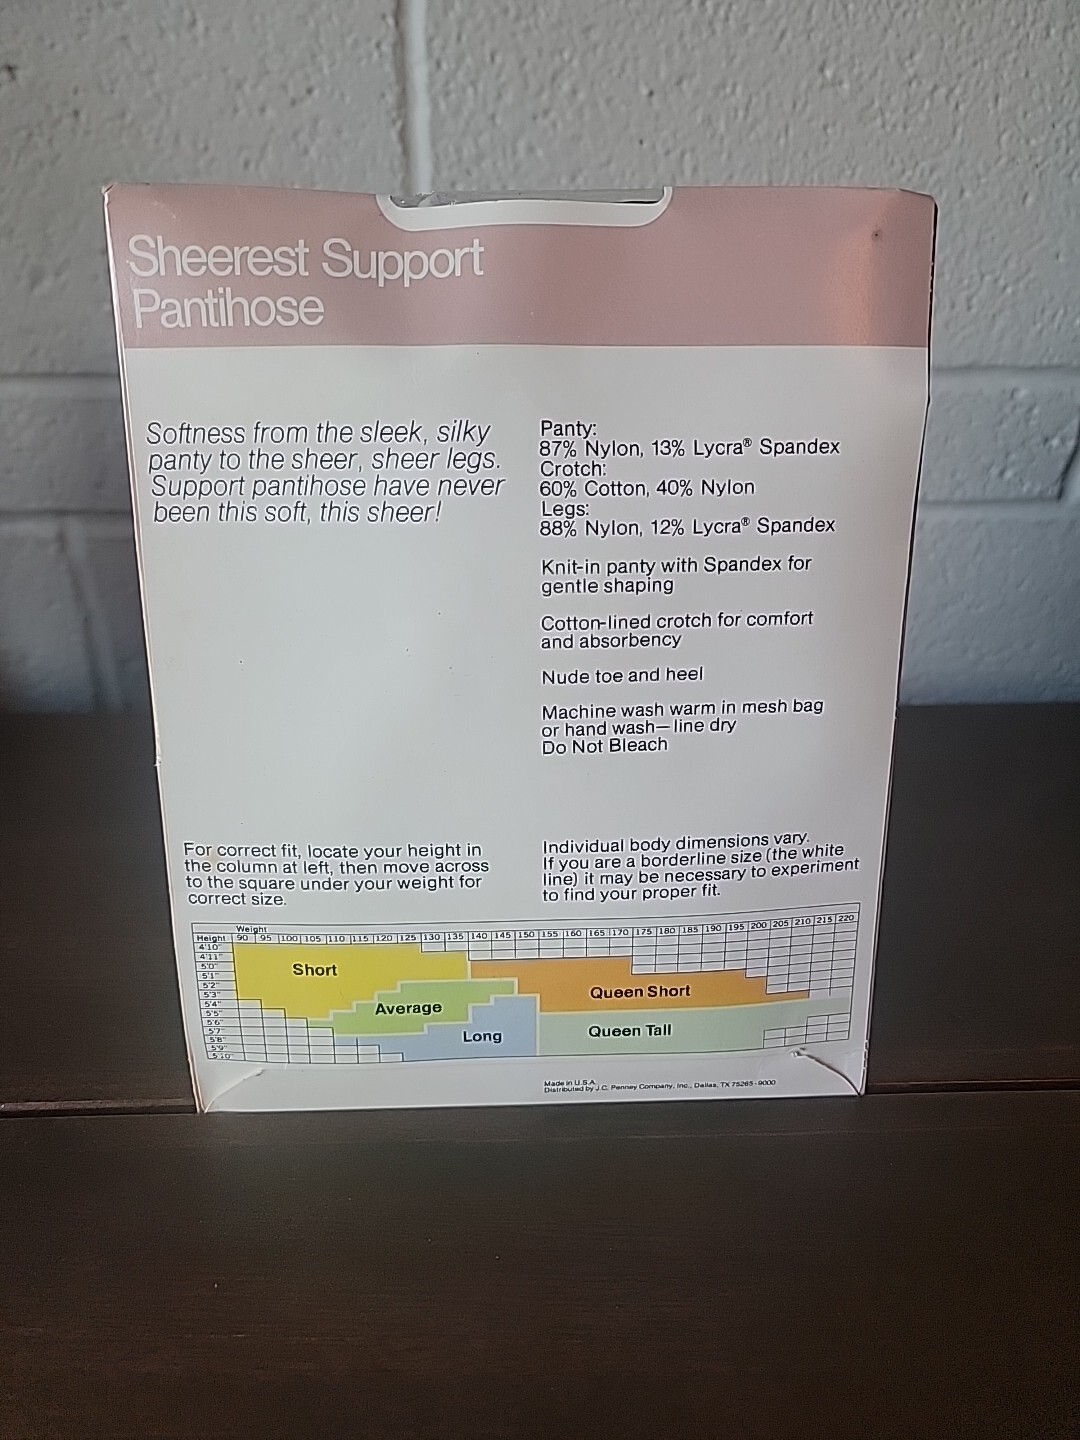 Sheerest Support
Pantihose
Softness from the sleek, silky
panty to the sheer, sheer legs.
Support pantihose have never
been this soft, this sheer!
Panty:
87% Nylon, 13% Lycra® Spandex
Crotch:
60% Cotton, 40% Nylon
Legs:
88% Nylon, 12% Lycra® Spandex
Knit-in panty with Spandex for
gentle shaping
Cotton-lined crotch for comfort
and absorbency
Nude toe and heel
Machine wash warm in mesh bag
or hand wash—line dry
Do Not Bleach
For correct fit, locate your height in
the column at left, then move across
to the square under your weight for
correct size.
Individual body dimensions vary.
If you are a borderline size (the white
line) it may be necessary to experiment
to find your proper fit.
Weight
Height 90 95 100 105 110 115 120 125 130 135 140 145 150 155 160 165 170 175 180 185 190 195 200 205 210 215 220
4'10"
4'11"
5'0"
5'1"
5'2"
5'3"
5'4"
5'5"
5'6"
5'7"
5'8"
5'9"
5'10"
Short
Average
Long
Queen Short
Queen Tall
Made in U.S.A.
Distributed by J.C. Penney Company, Inc., Dallas, TX 75265-9000